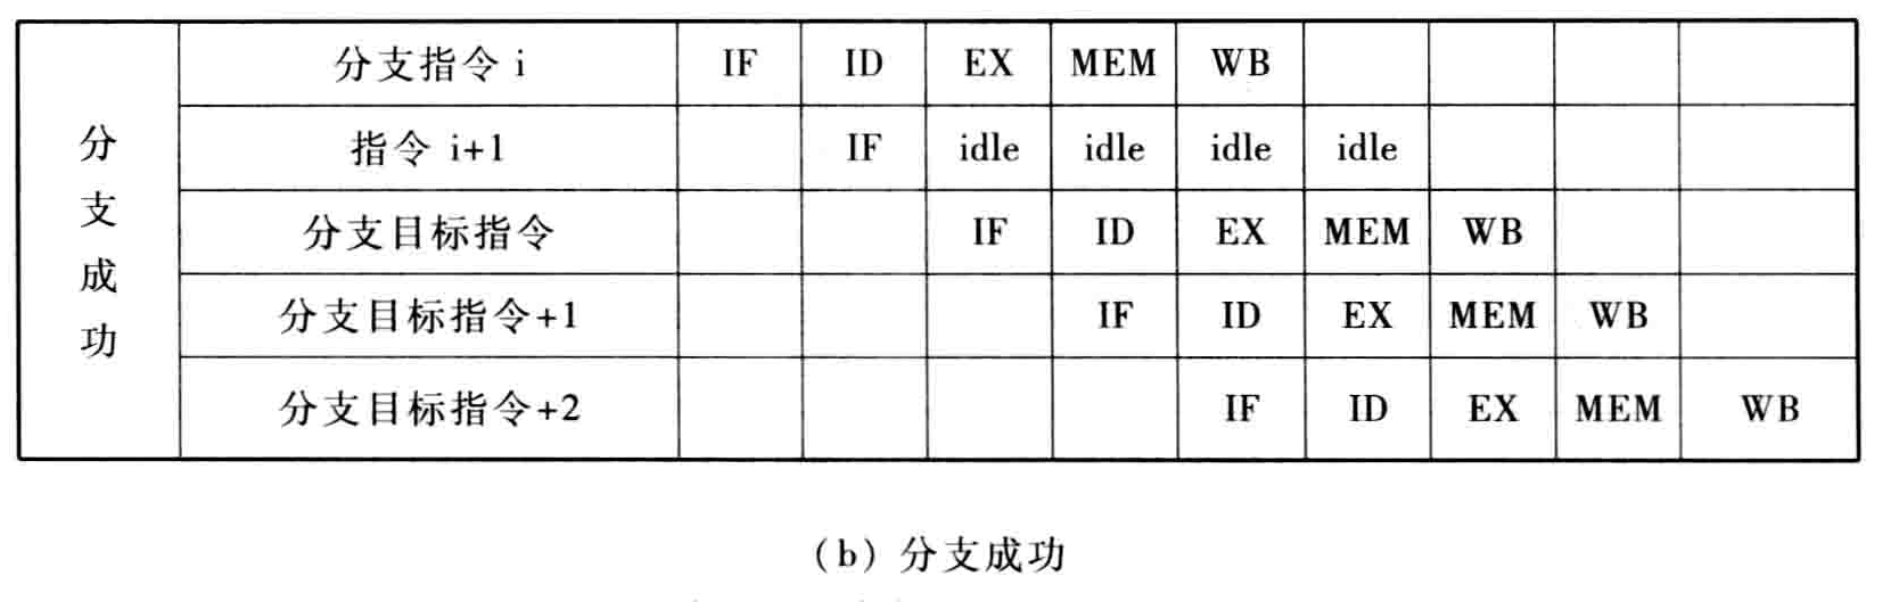 分支成功
分支指令 i IF ID EX MEM WB
指令 i+1 IF idle idle idle idle
分支目标指令 IF ID EX MEM WB
分支目标指令+1 IF ID EX MEM WB
分支目标指令+2 IF ID EX MEM WB
(b) 分支成功